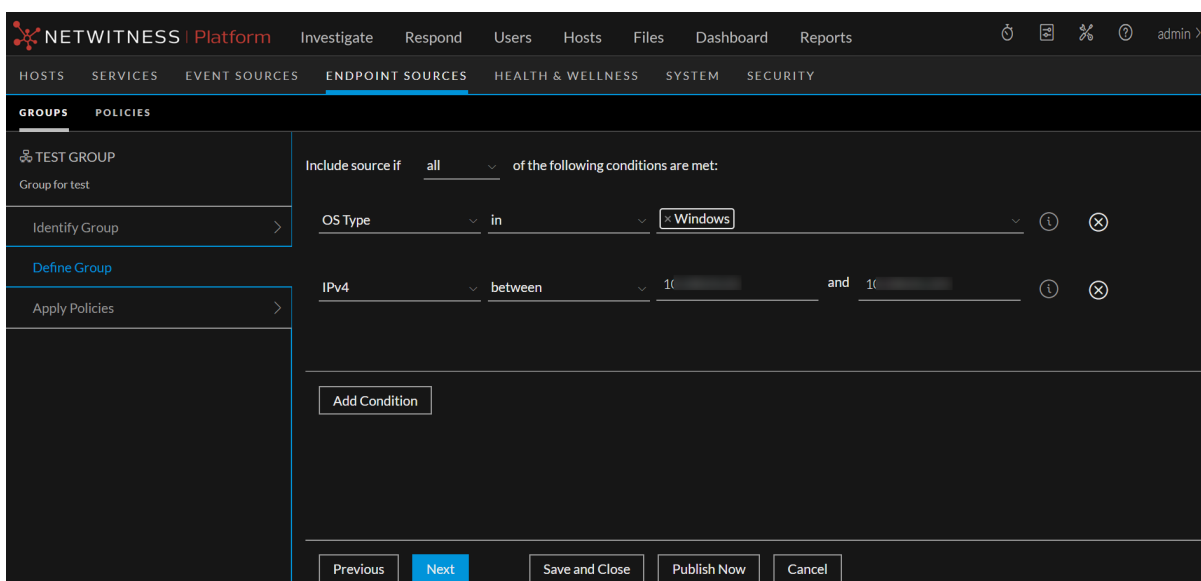 NETWITNESS | Platform Investigate Respond Users Hosts Files Dashboard Reports admin
HOSTS SERVICES EVENT SOURCES ENDPOINT SOURCES HEALTH & WELLNESS SYSTEM SECURITY
GROUPS POLICIES
TEST GROUP
Group for test
Identify Group
Define Group
Apply Policies
Include source if all of the following conditions are met:
OS Type in × Windows
IPv4 between and
Add Condition
Previous Next Save and Close Publish Now Cancel